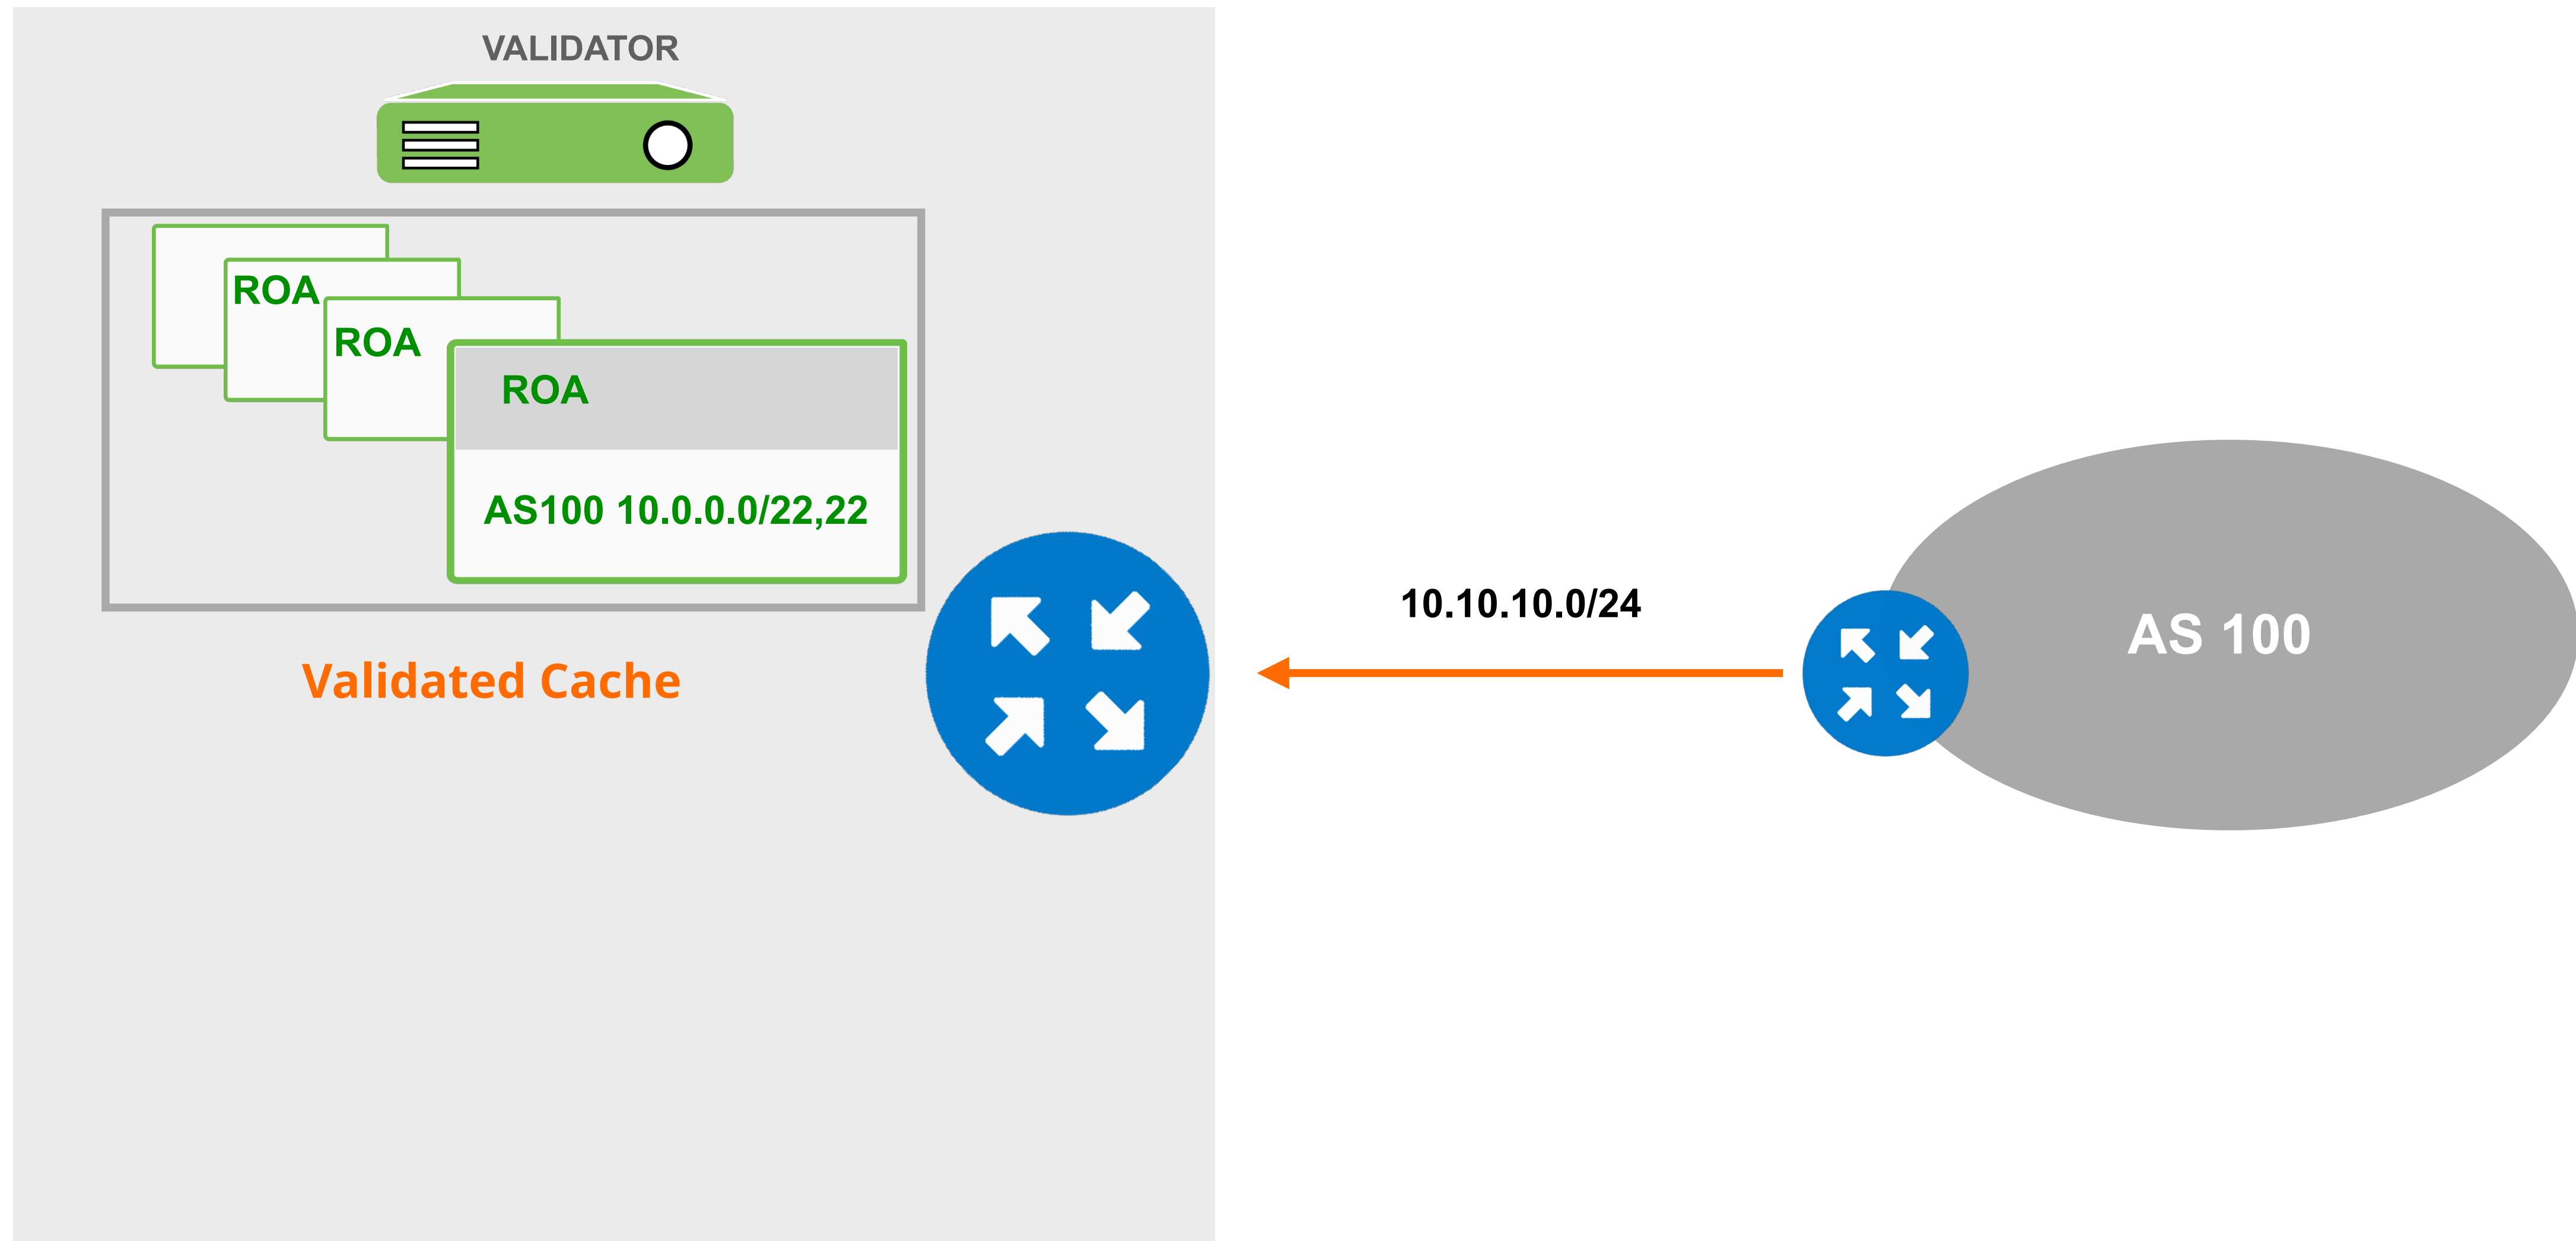 VALIDATOR
ROA
ROA
ROA
AS100 10.0.0.0/22,22
Validated Cache
10.10.10.0/24
AS 100